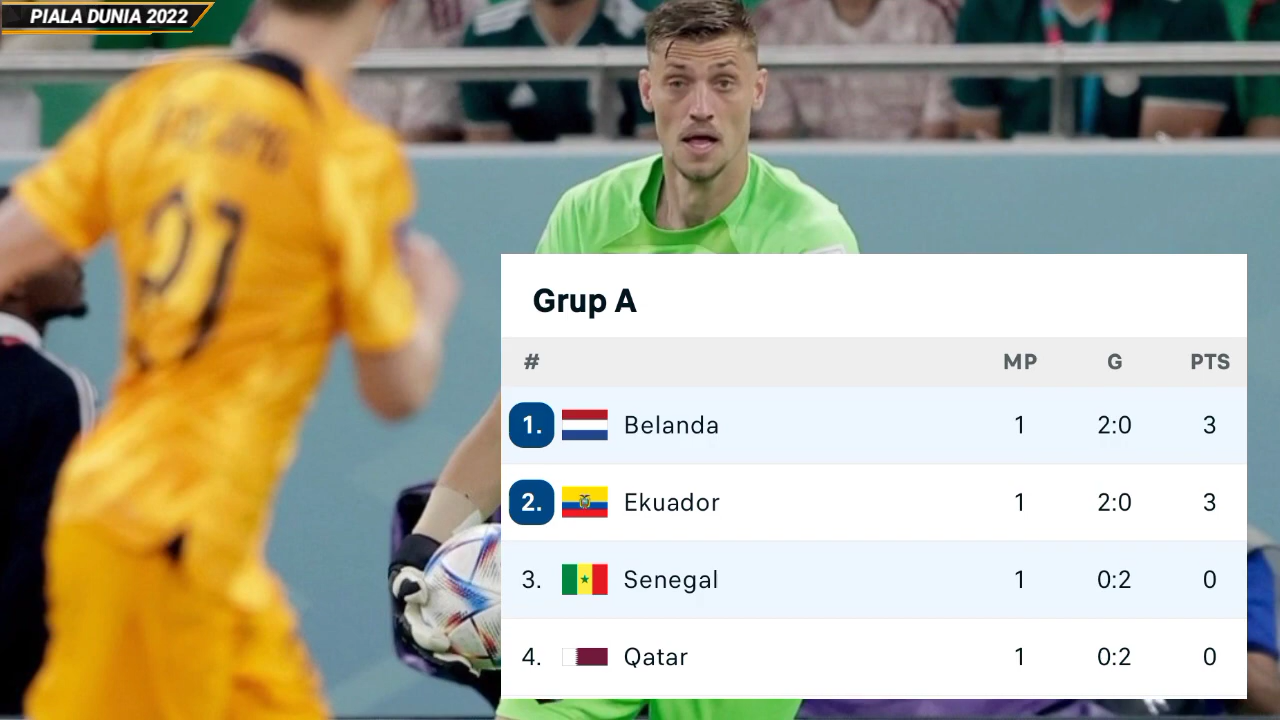 PIALA DUNIA 2022
Grup A
# MP G PTS
1. Belanda 1 2:0 3
2. Ekuador 1 2:0 3
3. Senegal 1 0:2 0
4. Qatar 1 0:2 0